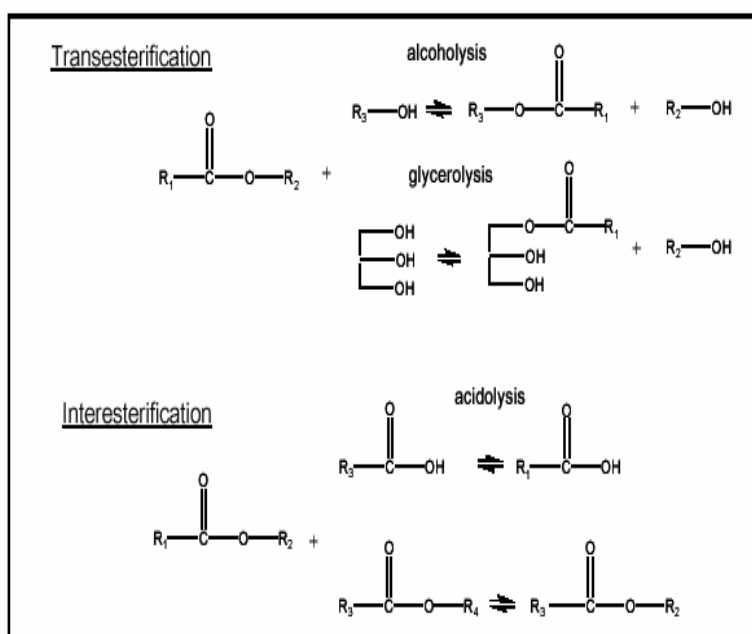 Transesterification
alcoholysis
O
O
R₃—OH ⇌ R₃—O—C—R₁ + R₂—OH
R₁—C—O—R₂ +
glycerolysis
O
OH O—C—R₁
OH ⇌ OH + R₂—OH
OH OH
Interesterification
acidolysis
O O
R₃—C—OH ⇌ R₁—C—OH
O
R₁—C—O—R₂ +
O O
R₃—C—O—R₄ ⇌ R₃—C—O—R₂